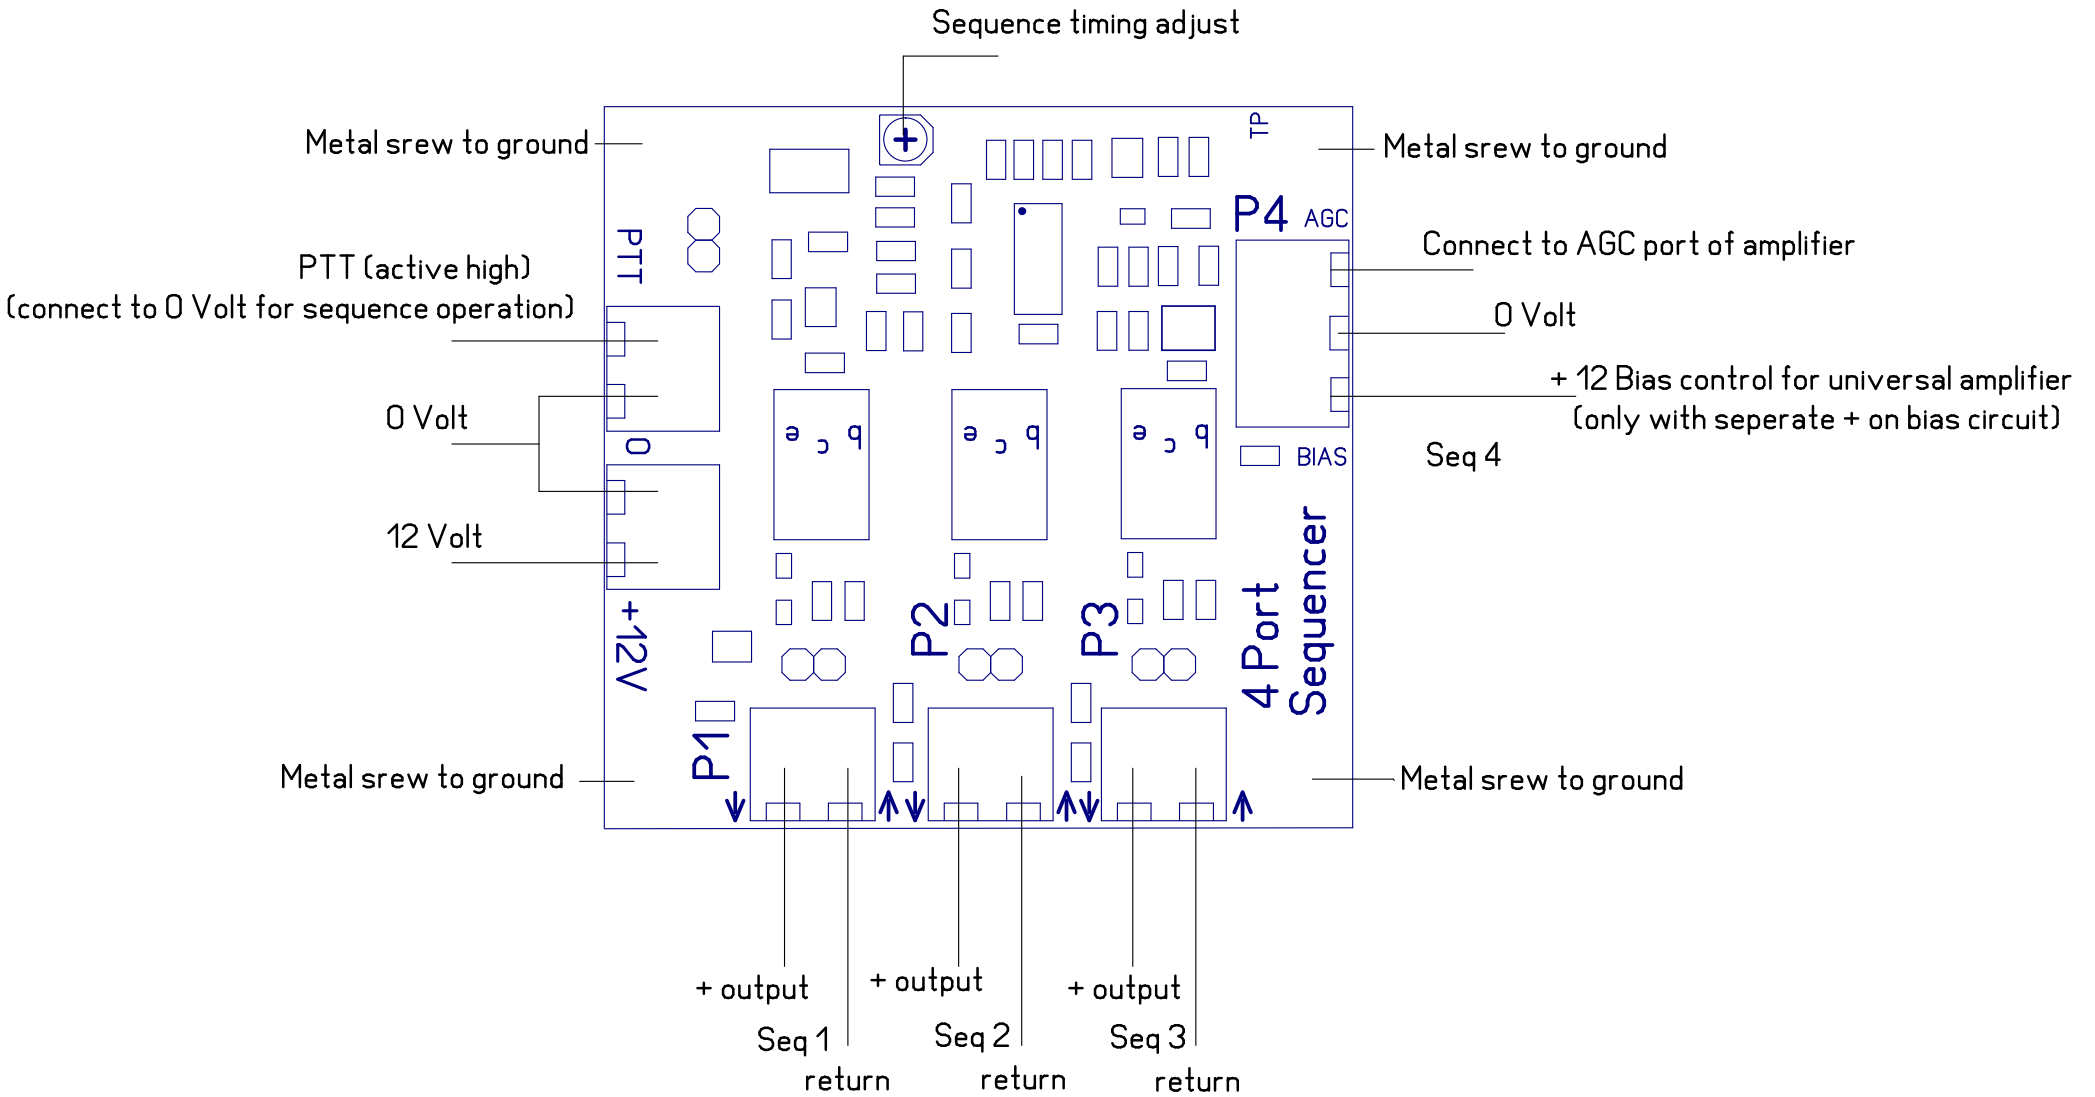 Sequence timing adjust
Metal srew to ground
TP
Metal srew to ground
P4 AGC
PTT
Connect to AGC port of amplifier
PTT (active high)
(connect to 0 Volt for sequence operation)
0 Volt
+ 12 Bias control for universal amplifier
(only with seperate + on bias circuit)
0 Volt
0
e c b
e c b
e c b
BIAS
Seq 4
12 Volt
+12V
P2
P3
4 Port
Sequencer
P1
Metal srew to ground
Metal srew to ground
+ output
+ output
+ output
Seq 1
Seq 2
Seq 3
return
return
return